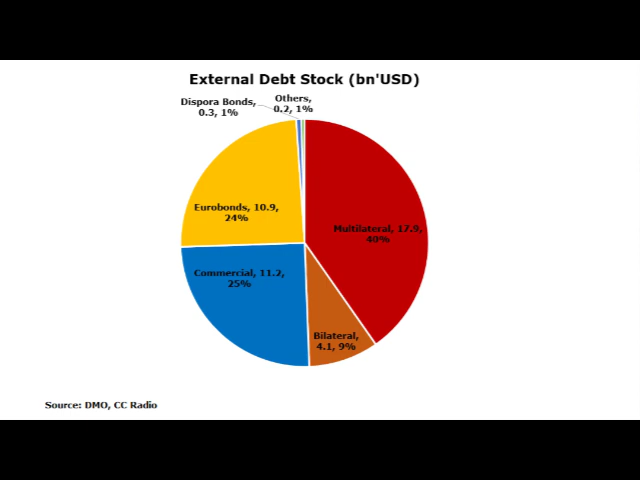 External Debt Stock (bn'USD)
Dispora Bonds,
0.3, 1%
Others,
0.2, 1%
Eurobonds, 10.9,
24%
Multilateral, 17.9,
40%
Commercial, 11.2,
25%
Bilateral,
4.1, 9%
Source: DMO, CC Radio